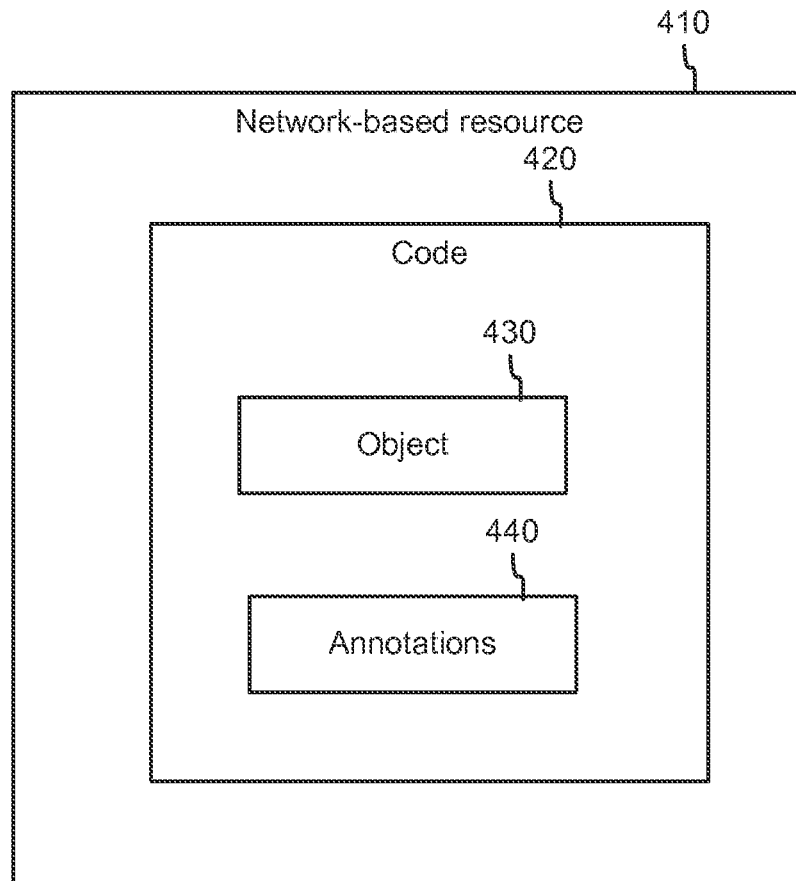 410
Network-based resource
420
Code
430
Object
440
Annotations